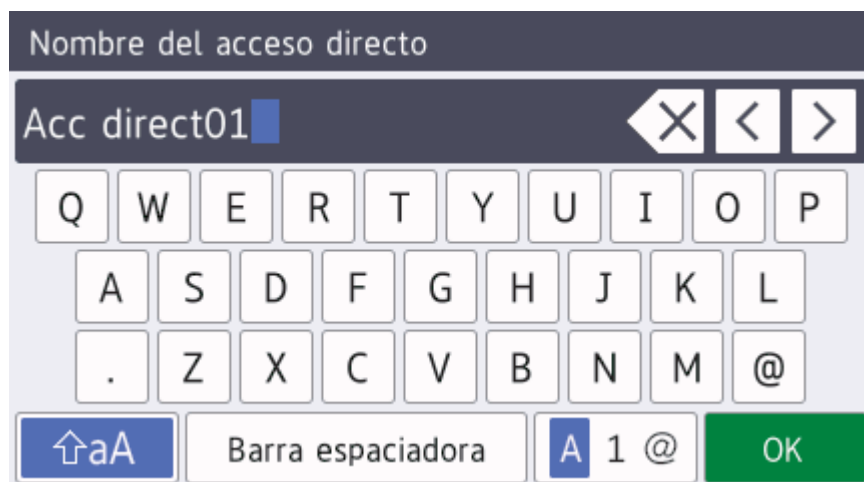 Nombre del acceso directo
Acc direct01
Q W E R T Y U I O P
A S D F G H J K L
. Z X C V B N M @
aA Barra espaciadora A 1 @ OK